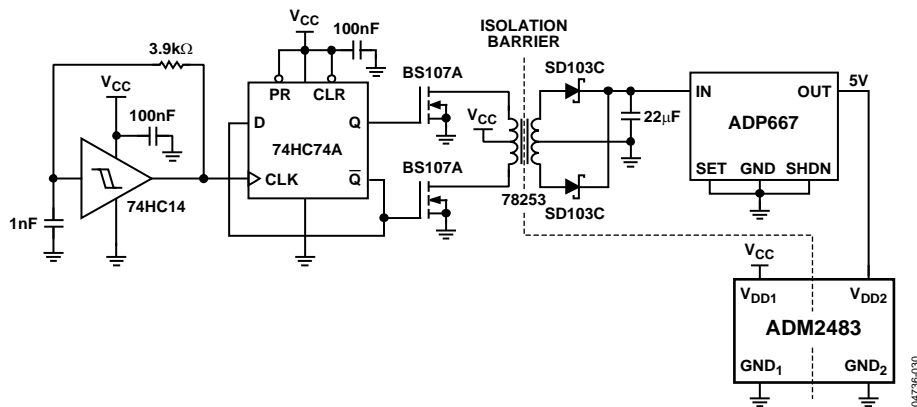 ISOLATION
BARRIER
3.9kΩ
VCC
100nF
VCC
100nF
PR
CLR
D
Q
74HC74A
CLK
Q̅
74HC14
1nF
BS107A
VCC
BS107A
78253
SD103C
22μF
SD103C
IN
OUT
5V
ADP667
SET
GND
SHDN
VCC
VDD1
VDD2
ADM2483
GND1
GND2
04736-030